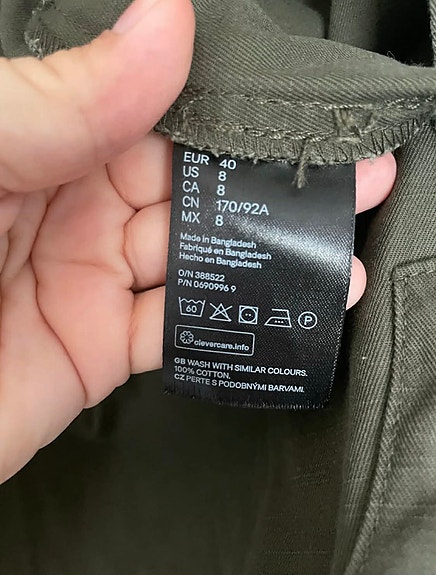 EUR 40
US 8
CA 8
CN 170/92A
MX 8
Made in Bangladesh
Fabriqué en Bangladesh
Hecho en Bangladesh
O/N 388522
P/N 0690996 9
60 P
clevercare.info
GB WASH WITH SIMILAR COLOURS.
100% COTTON.
CZ PERTE S PODOBNÝMI BARVAMI.